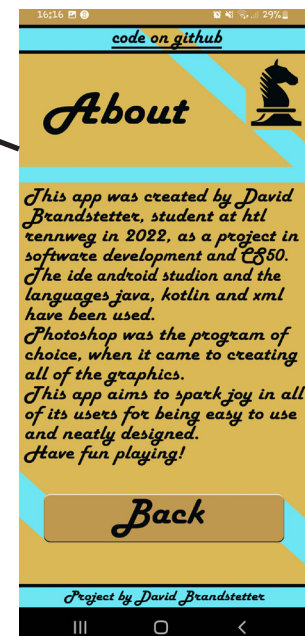 16:16
29%
code on github
About
This app was created by David
Brandstetter, student at htl
rennweg in 2022, as a project in
software development and CS50.
The ide android studion and the
languages java, kotlin and xml
have been used.
Photoshop was the program of
choice, when it came to creating
all of the graphics.
This app aims to spark joy in all
of its users for being easy to use
and neatly designed.
Have fun playing!
Back
Project by David Brandstetter